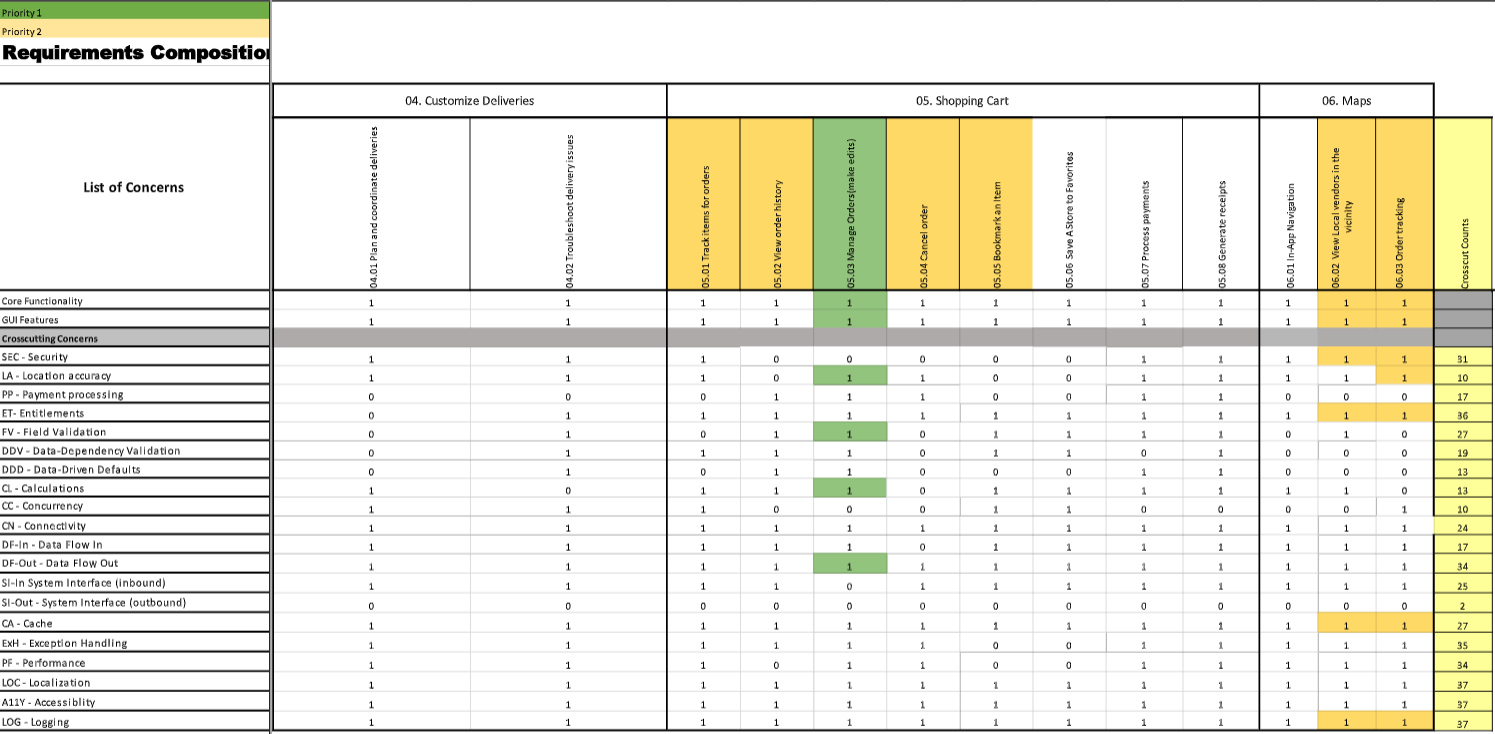 Priority 1
Priority 2
Requirements Compositio
04. Customize Deliveries 05. Shopping Cart 06. Maps
List of Concerns 04.01 Plan and coordinate deliveries 04.02 Troubleshoot delivery issues 05.01 Track items for orders 05.02 View order history 05.03 Manage Orders(make edits) 05.04 Cancel order 05.05 Bookmark an Item 05.06 Save A Store to Favorites 05.07 Process payments 05.08 Generate receipts 06.01 In-App Navigation 06.02 View Local vendors in the vicinity 06.03 Order tracking Crosscut Counts
Core Functionality 1 1 1 1 1 1 1 1 1 1 1 1 1
GUI Features 1 1 1 1 1 1 1 1 1 1 1 1 1
Crosscutting Concerns
SEC - Security 1 1 1 0 0 0 0 0 1 1 1 1 1 31
LA - Location accuracy 1 1 1 0 1 1 0 0 1 1 1 1 1 10
PP - Payment processing 0 0 0 1 1 1 0 0 1 1 0 0 0 17
ET- Entitlements 0 1 1 1 1 1 1 1 1 1 1 1 1 36
FV - Field Validation 0 1 0 1 1 0 1 1 1 1 0 1 0 27
DDV - Data-Dependency Validation 0 1 1 1 1 0 1 1 0 1 0 0 0 19
DDD - Data-Driven Defaults 0 1 0 1 1 0 0 0 1 1 0 0 0 13
CL - Calculations 1 0 1 1 1 0 1 1 1 1 1 1 0 13
CC - Concurrency 1 1 1 0 0 0 1 1 0 0 0 0 1 10
CN - Connectivity 1 1 1 1 1 1 1 1 1 1 1 1 1 24
DF-In - Data Flow In 1 1 1 1 1 0 1 1 1 1 1 1 1 17
DF-Out - Data Flow Out 1 1 1 1 1 1 1 1 1 1 1 1 1 34
SI-In System Interface (inbound) 1 1 1 1 0 1 1 1 1 1 1 1 1 25
SI-Out - System Interface (outbound) 0 0 0 0 0 0 0 0 0 0 0 0 0 2
CA - Cache 1 1 1 1 1 1 1 1 1 1 1 1 1 27
ExH - Exception Handling 1 1 1 1 1 1 0 0 1 1 1 1 1 35
PF - Performance 1 1 1 0 1 1 0 0 1 1 1 1 1 34
LOC - Localization 1 1 1 1 1 1 1 1 1 1 1 1 1 37
A11Y - Accessiblity 1 1 1 1 1 1 1 1 1 1 1 1 1 37
LOG - Logging 1 1 1 1 1 1 1 1 1 1 1 1 1 37